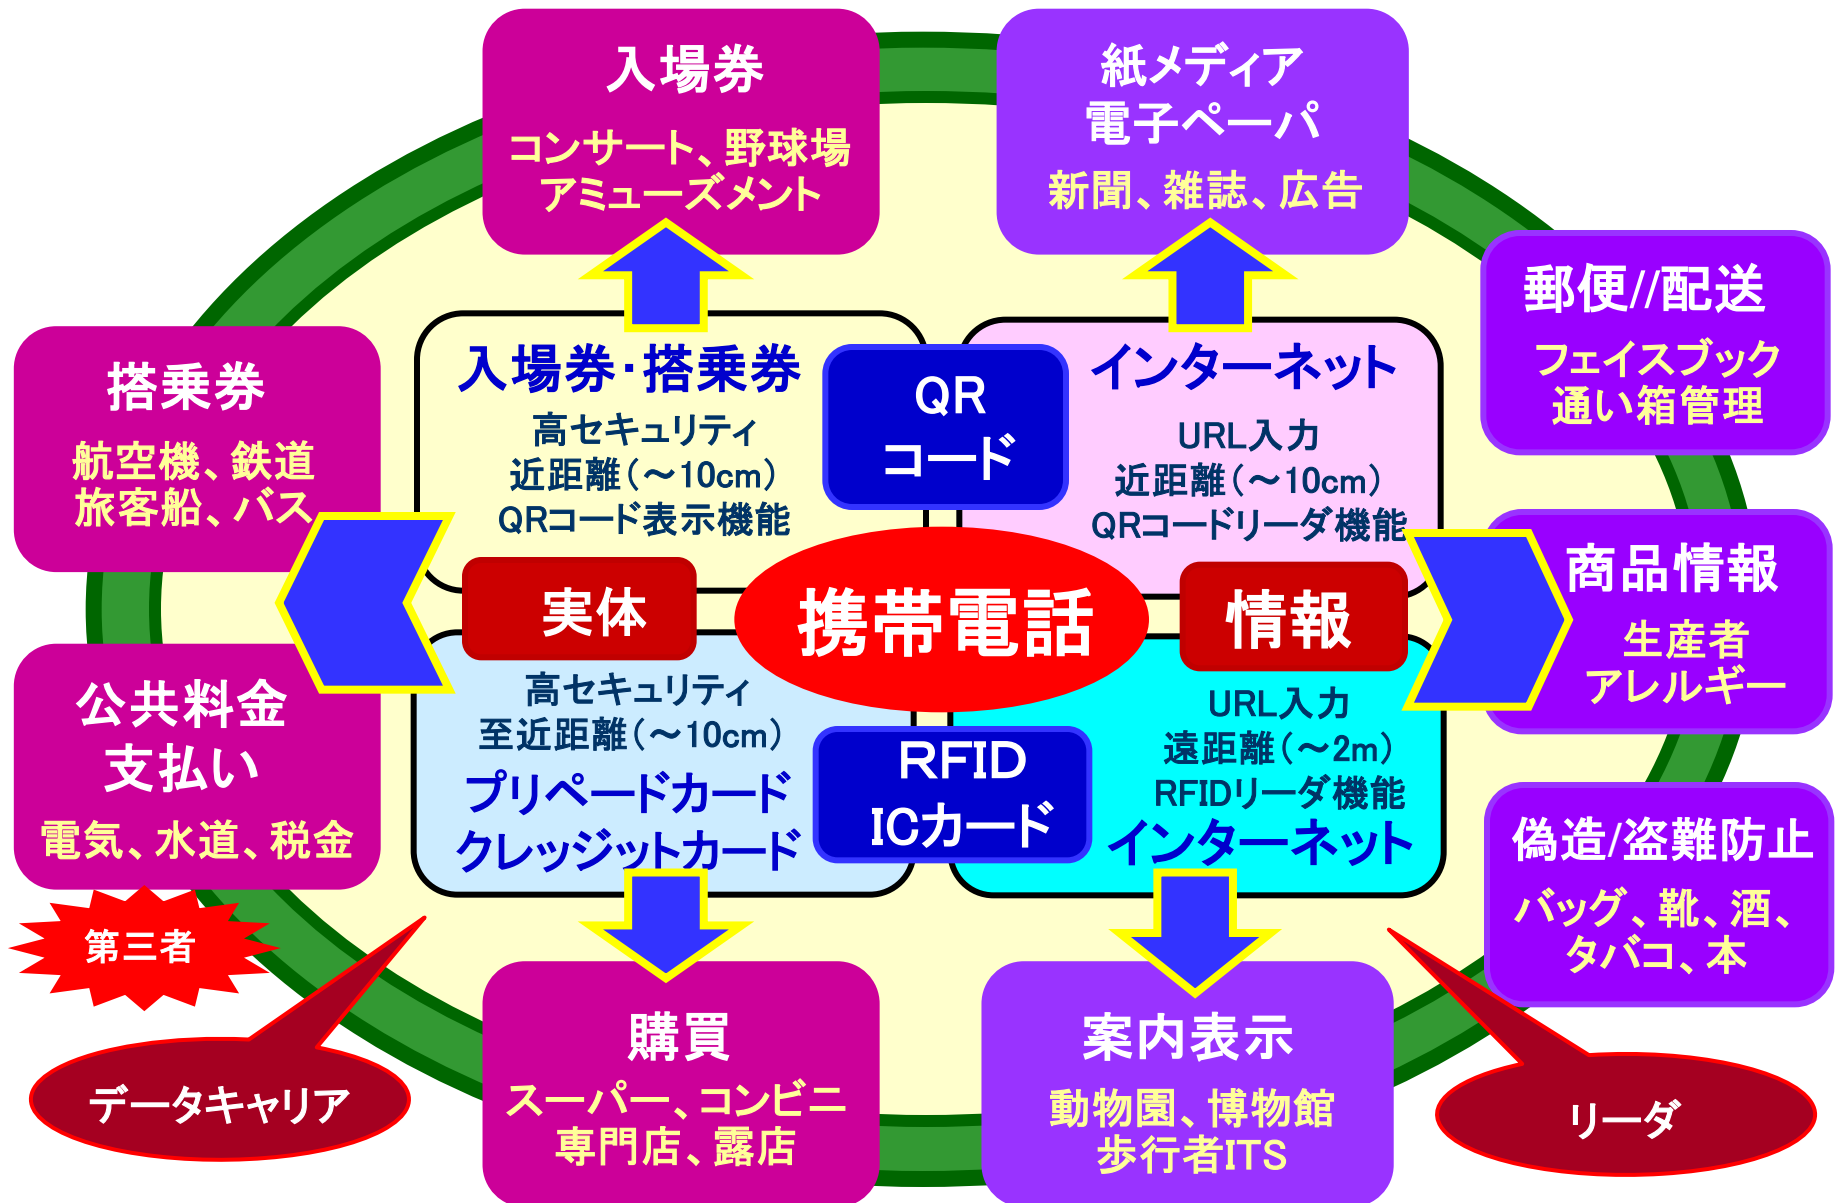 入場券
コンサート、野球場
アミューズメント
紙メディア
電子ペーパ
新聞、雑誌、広告
郵便//配送
フェイスブック
通い箱管理
搭乗券
航空機、鉄道
旅客船、バス
入場券・搭乗券
高セキュリティ
近距離(～10cm)
QRコード表示機能
QR
コード
インターネット
URL入力
近距離(～10cm)
QRコードリーダ機能
商品情報
生産者
アレルギー
実体
携帯電話
情報
公共料金
支払い
電気、水道、税金
高セキュリティ
至近距離(～10cm)
プリペードカード
クレッジットカード
RFID
ICカード
URL入力
遠距離(～2m)
RFIDリーダ機能
インターネット
偽造/盗難防止
バッグ、靴、酒、
タバコ、本
第三者
データキャリア
購買
スーパー、コンビニ
専門店、露店
案内表示
動物園、博物館
歩行者ITS
リーダ